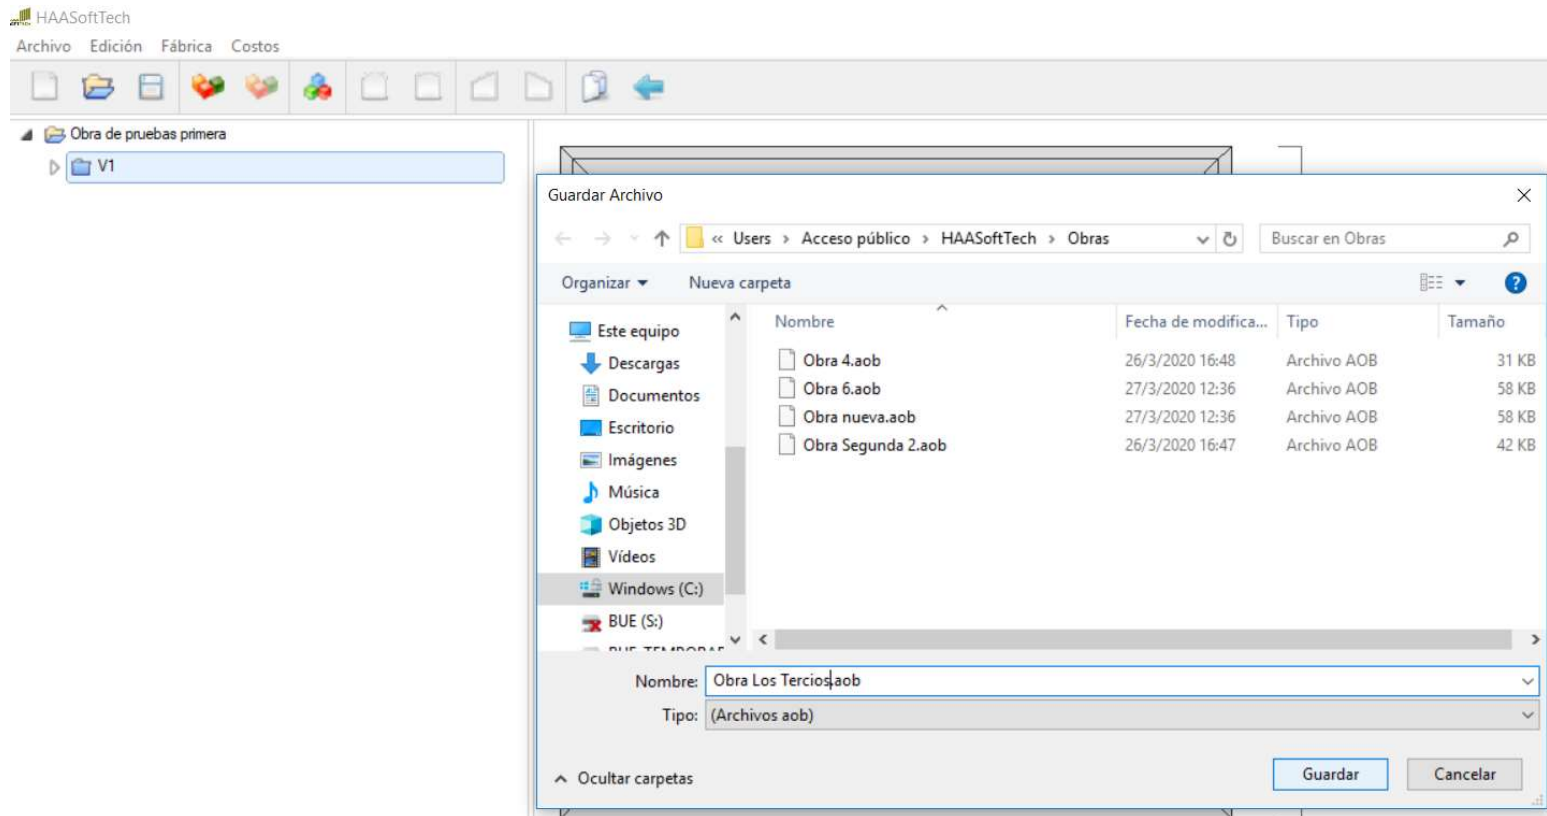 HAASoftTech
Archivo Edición Fábrica Costos
Obra de pruebas primera
V1
Guardar Archivo
« Users › Acceso público › HAASoftTech › Obras
Buscar en Obras
Organizar Nueva carpeta
Nombre Fecha de modifica... Tipo Tamaño
Este equipo
Descargas
Documentos
Escritorio
Imágenes
Música
Objetos 3D
Vídeos
Windows (C:)
BUE (S:)
Obra 4.aob 26/3/2020 16:48 Archivo AOB 31 KB
Obra 6.aob 27/3/2020 12:36 Archivo AOB 58 KB
Obra nueva.aob 27/3/2020 12:36 Archivo AOB 58 KB
Obra Segunda 2.aob 26/3/2020 16:47 Archivo AOB 42 KB
Nombre: Obra Los Tercios.aob
Tipo: (Archivos aob)
Ocultar carpetas
Guardar Cancelar